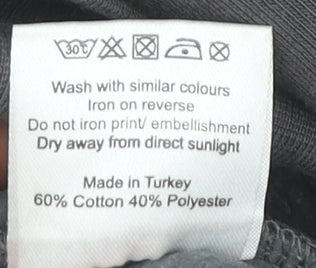 30°C
Wash with similar colours
Iron on reverse
Do not iron print/ embellishment
Dry away from direct sunlight
Made in Turkey
60% Cotton 40% Polyester